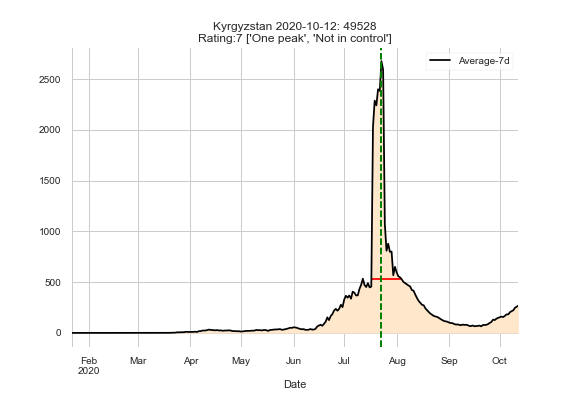 Kyrgyzstan 2020-10-12: 49528
Rating:7 ['One peak', 'Not in control']
Average-7d
2500
2000
1500
1000
500
0
Feb Mar Apr May Jun Jul Aug Sep Oct
2020
Date